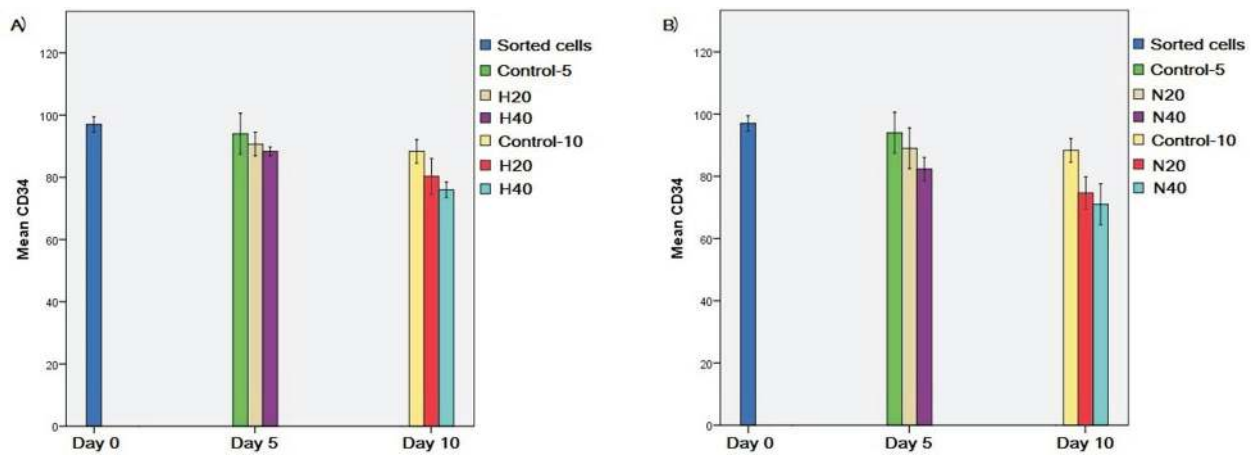 A)
Mean CD34
120
100
80
60
40
20
0
Day 0
Day 5
Day 10
Sorted cells
Control-5
H20
H40
Control-10
H20
H40
B)
Mean CD34
120
100
80
60
40
20
0
Day 0
Day 5
Day 10
Sorted cells
Control-5
N20
N40
Control-10
N20
N40